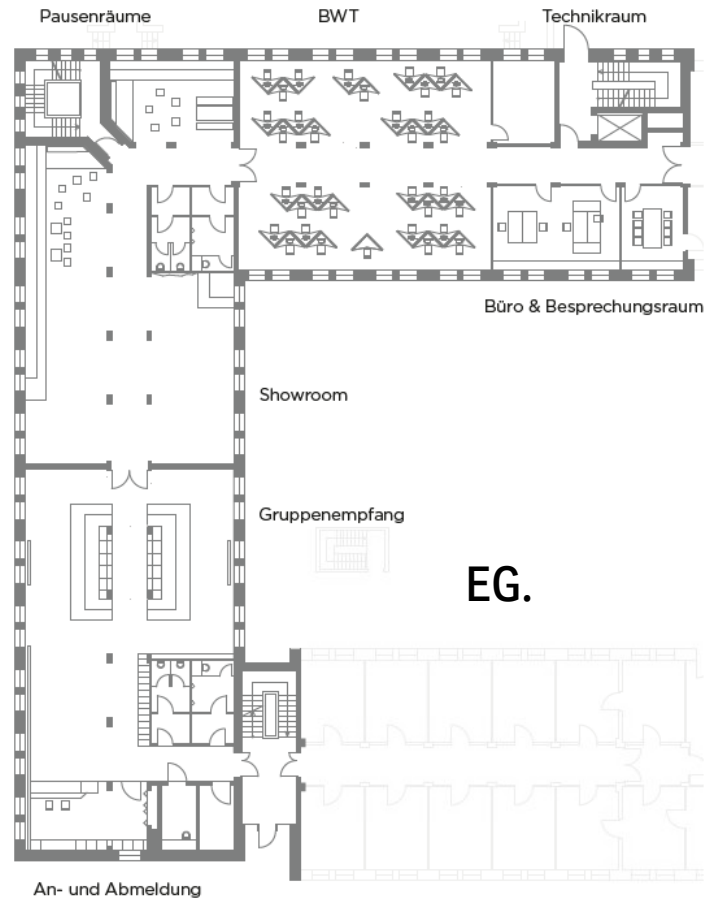 Pausenräume
BWT
Technikraum
Büro & Besprechungsraum
Showroom
Gruppenempfang
EG.
An- und Abmeldung